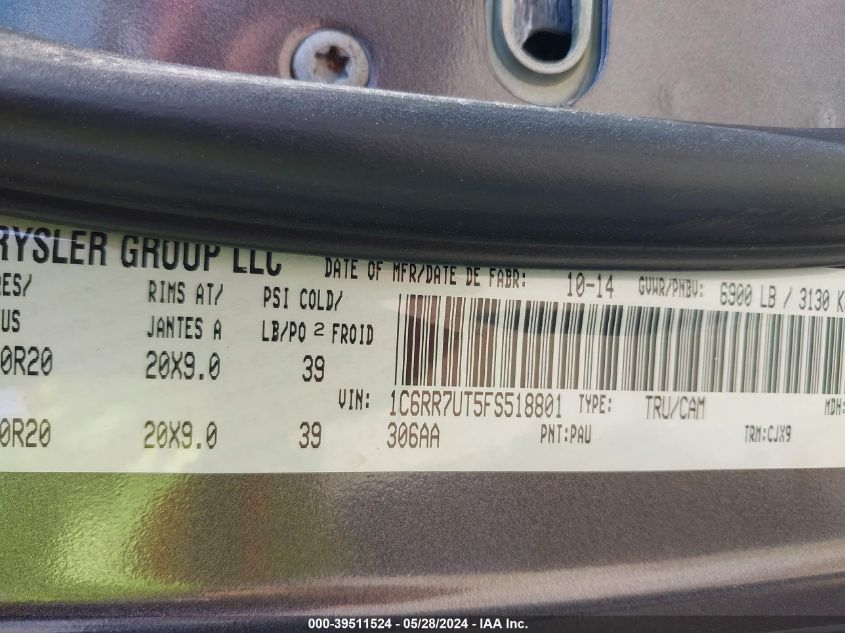 RYSLER GROUP LLC DATE OF MFR/DATE DE FABR: 10-14 GVWR/PNBV: 6900 LB / 3130 K
RES/ RIMS AT/ PSI COLD/
US JANTES A LB/PO 2 FROID
0R20 20X9.0 39
VIN: 1C6RR7UT5FS518801 TYPE: TRU/CAM MDH:
0R20 20X9.0 39 306AA PNT:PAU TRM:CJX9
000-39511524 - 05/28/2024 - IAA Inc.